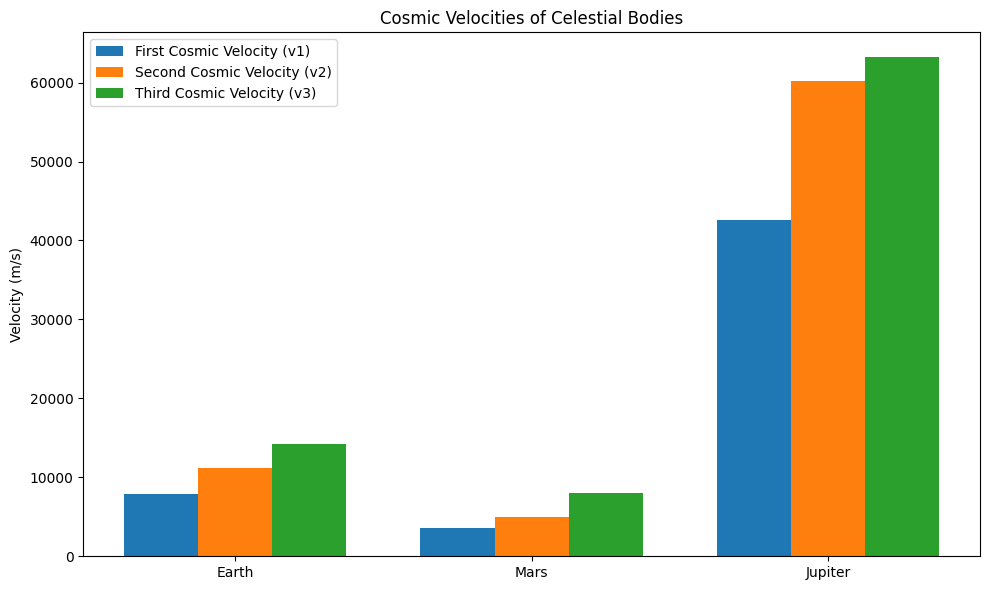 Cosmic Velocities of Celestial Bodies
First Cosmic Velocity (v1)
Second Cosmic Velocity (v2)
Third Cosmic Velocity (v3)
Velocity (m/s)
60000
50000
40000
30000
20000
10000
0
Earth Mars Jupiter